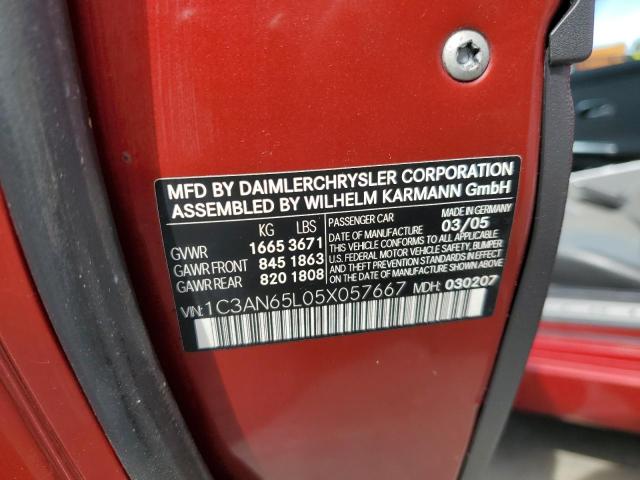 MFD BY DAIMLERCHRYSLER CORPORATION
ASSEMBLED BY WILHELM KARMANN GmbH
KG LBS
GVWR 1665 3671
GAWR FRONT 845 1863
GAWR REAR 820 1808
PASSENGER CAR MADE IN GERMANY
DATE OF MANUFACTURE 03/05
THIS VEHICLE CONFORMS TO ALL APPLICABLE
U.S. FEDERAL MOTOR VEHICLE SAFETY, BUMPER
AND THEFT PREVENTION STANDARDS IN EFFECT
ON THE DATE OF MANUFACTURE SHOWN ABOVE.
VIN: 1C3AN65L05X057667 MDH: 030207